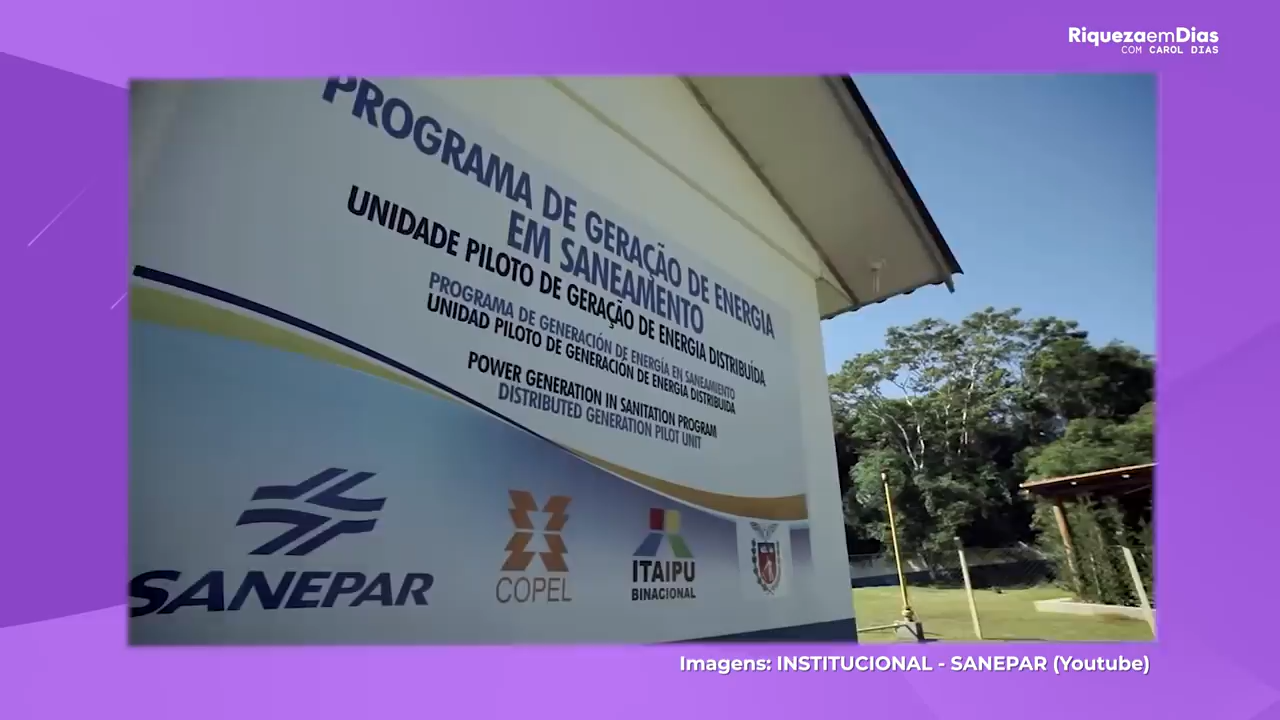 RiquezaemDias
COM CAROL DIAS
PROGRAMA DE GERAÇÃO DE ENERGIA
EM SANEAMENTO
UNIDADE PILOTO DE GERAÇÃO DE ENERGIA DISTRIBUÍDA
PROGRAMA DE GENERACIÓN DE ENERGÍA EN SANEAMIENTO
UNIDAD PILOTO DE GENERACIÓN DE ENERGIA DISTRIBUIDA
POWER GENERATION IN SANITATION PROGRAM
DISTRIBUTED GENERATION PILOT UNIT
SANEPAR
COPEL
ITAIPU
BINACIONAL
Imagens: INSTITUCIONAL - SANEPAR (Youtube)